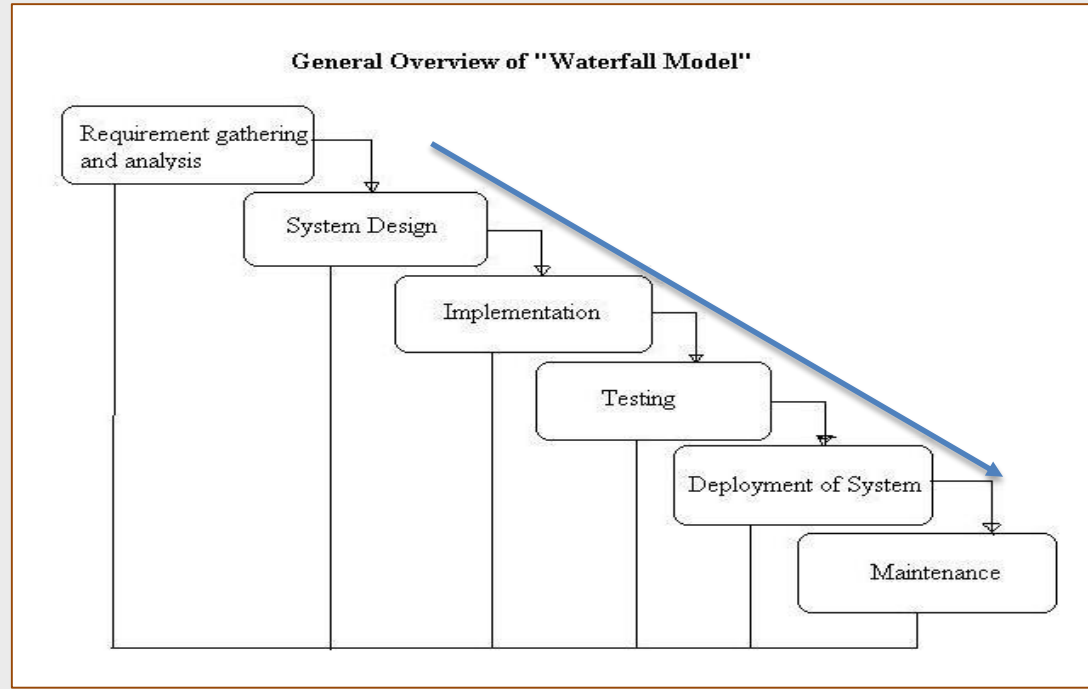 General Overview of "Waterfall Model"
Requirement gathering
and analysis
System Design
Implementation
Testing
Deployment of System
Maintenance